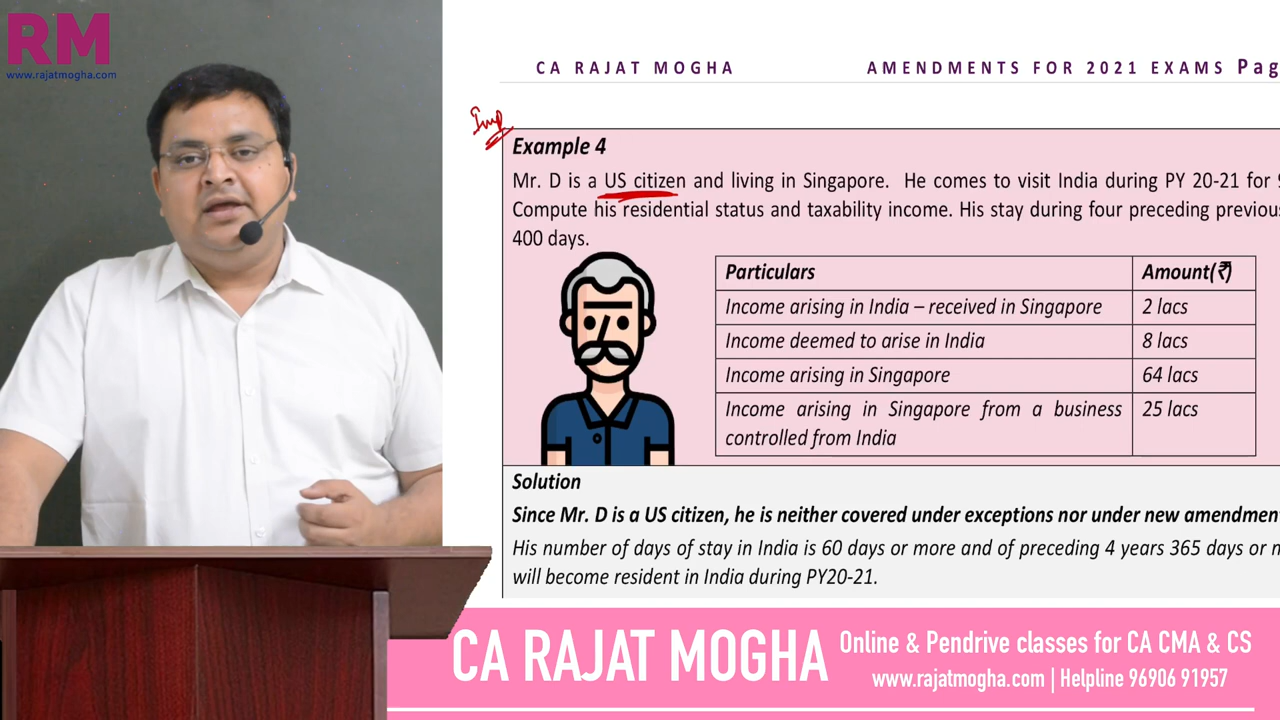 RM
www.rajatmogha.com
CA RAJAT MOGHA AMENDMENTS FOR 2021 EXAMS Pag
Imp
Example 4
Mr. D is a US citizen and living in Singapore. He comes to visit India during PY 20-21 for 9
Compute his residential status and taxability income. His stay during four preceding previous
400 days.
Particulars Amount(₹)
Income arising in India – received in Singapore 2 lacs
Income deemed to arise in India 8 lacs
Income arising in Singapore 64 lacs
Income arising in Singapore from a business 25 lacs
controlled from India
Solution
Since Mr. D is a US citizen, he is neither covered under exceptions nor under new amendmen
His number of days of stay in India is 60 days or more and of preceding 4 years 365 days or m
will become resident in India during PY20-21.
CA RAJAT MOGHA
Online & Pendrive classes for CA CMA & CS
www.rajatmogha.com | Helpline 96906 91957